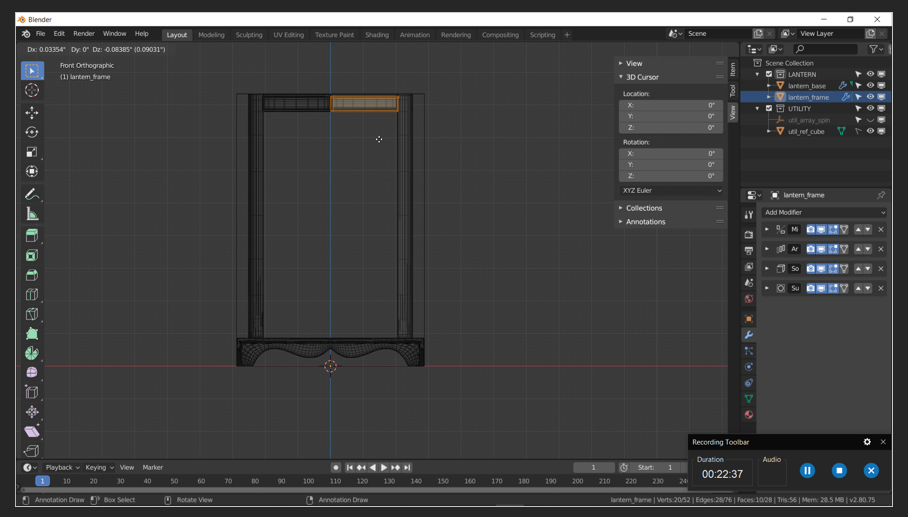 Blender
File Edit Render Window Help
Layout Modeling Sculpting UV Editing Texture Paint Shading Animation Rendering Compositing Scripting +
Scene
View Layer
Dx: 0.03354" Dy: 0" Dz: -0.08385" (0.09031")
Front Orthographic
(1) lantern_frame
View
3D Cursor
Location:
X: 0"
Y: 0"
Z: 0"
Rotation:
X: 0°
Y: 0°
Z: 0°
XYZ Euler
Collections
Annotations
Item
Tool
View
Scene Collection
LANTERN
lantern_base
lantern_frame
UTILITY
util_array_spin
util_ref_cube
lantern_frame
Add Modifier
Mi
Ar
So
Su
Recording Toolbar
Duration
00:22:37
Audio
Playback Keying View Marker
1
Start: 1
1 10 20 30 40 50 60 70 80 90 100 110 120 130 140 150 160 170 180 190 200 210 220 230 240 250
Annotation Draw Box Select Rotate View Annotation Draw
lantern_frame | Verts:20/52 | Edges:28/76 | Faces:10/28 | Tris:56 | Mem: 28.5 MB | v2.80.75